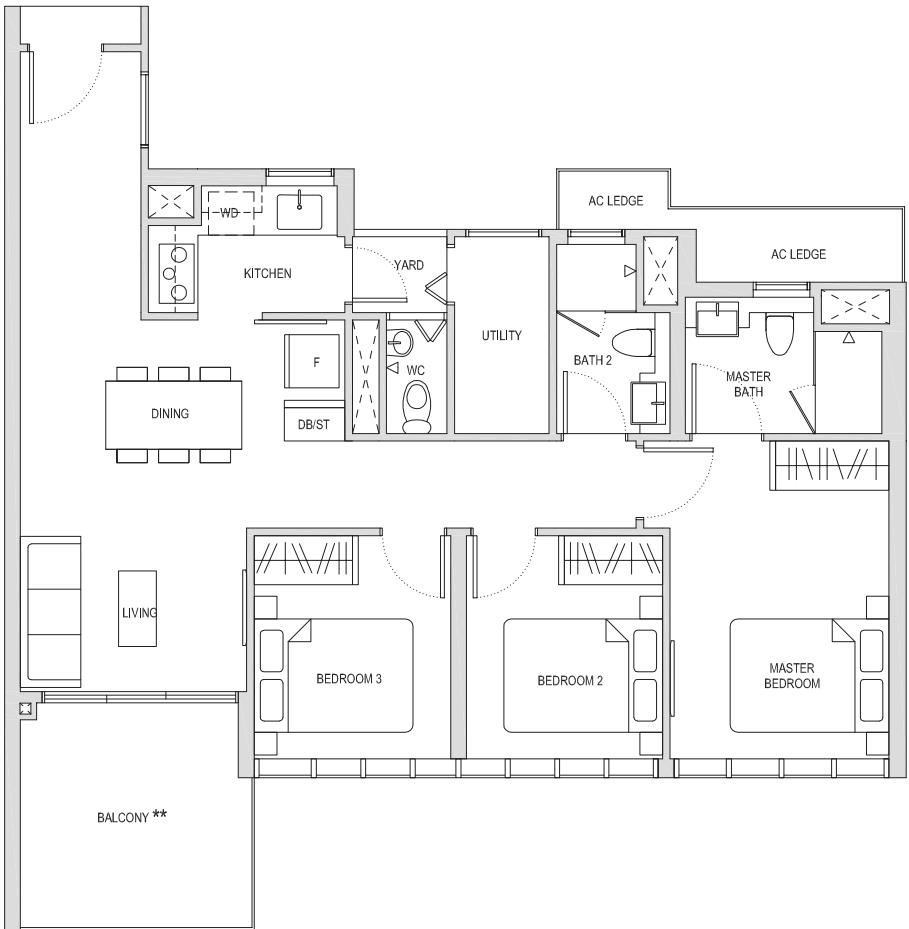 AC LEDGE
WD
AC LEDGE
KITCHEN
YARD
UTILITY
F
BATH 2
WC
MASTER
BATH
DINING
DB/ST
LIVING
BEDROOM 3
BEDROOM 2
MASTER
BEDROOM
BALCONY **